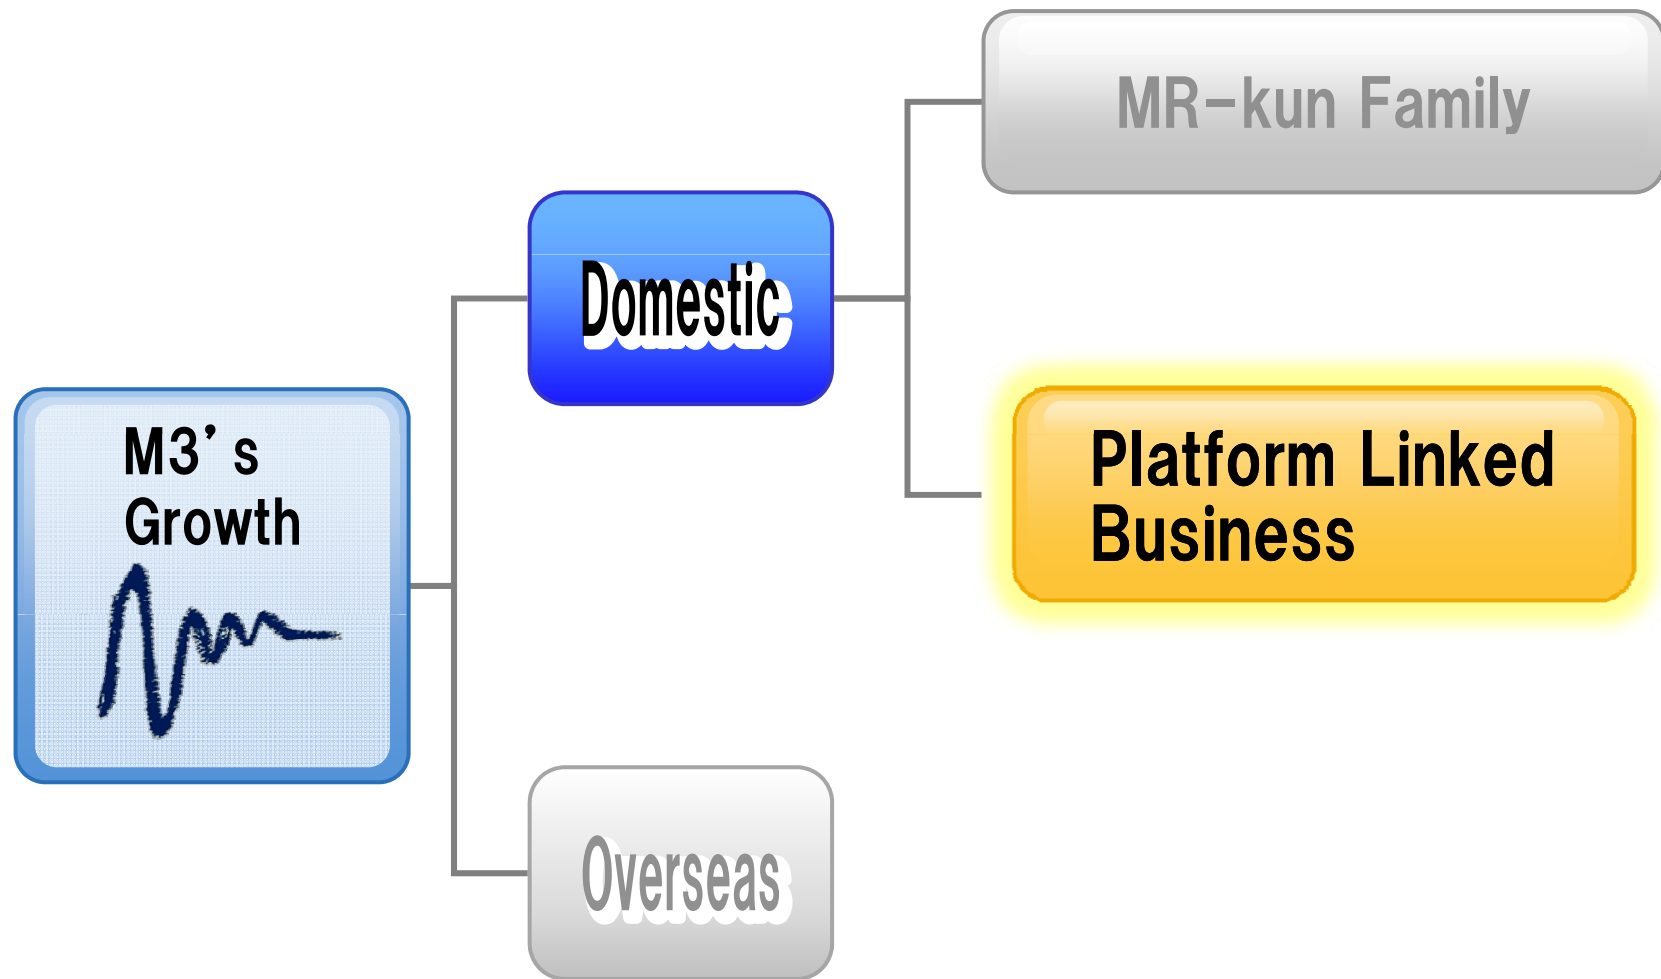 MR-kun Family
Domestic
M3's
Growth
Platform Linked
Business
Overseas